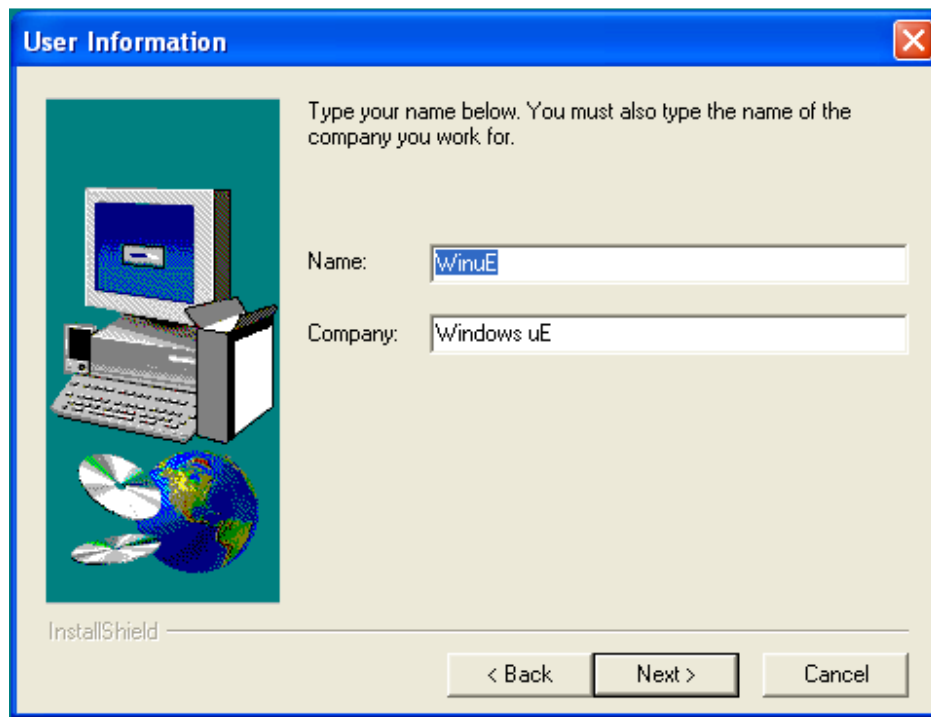 User Information
Type your name below. You must also type the name of the
company you work for.
Name: WinuE
Company: Windows uE
InstallShield
< Back Next > Cancel